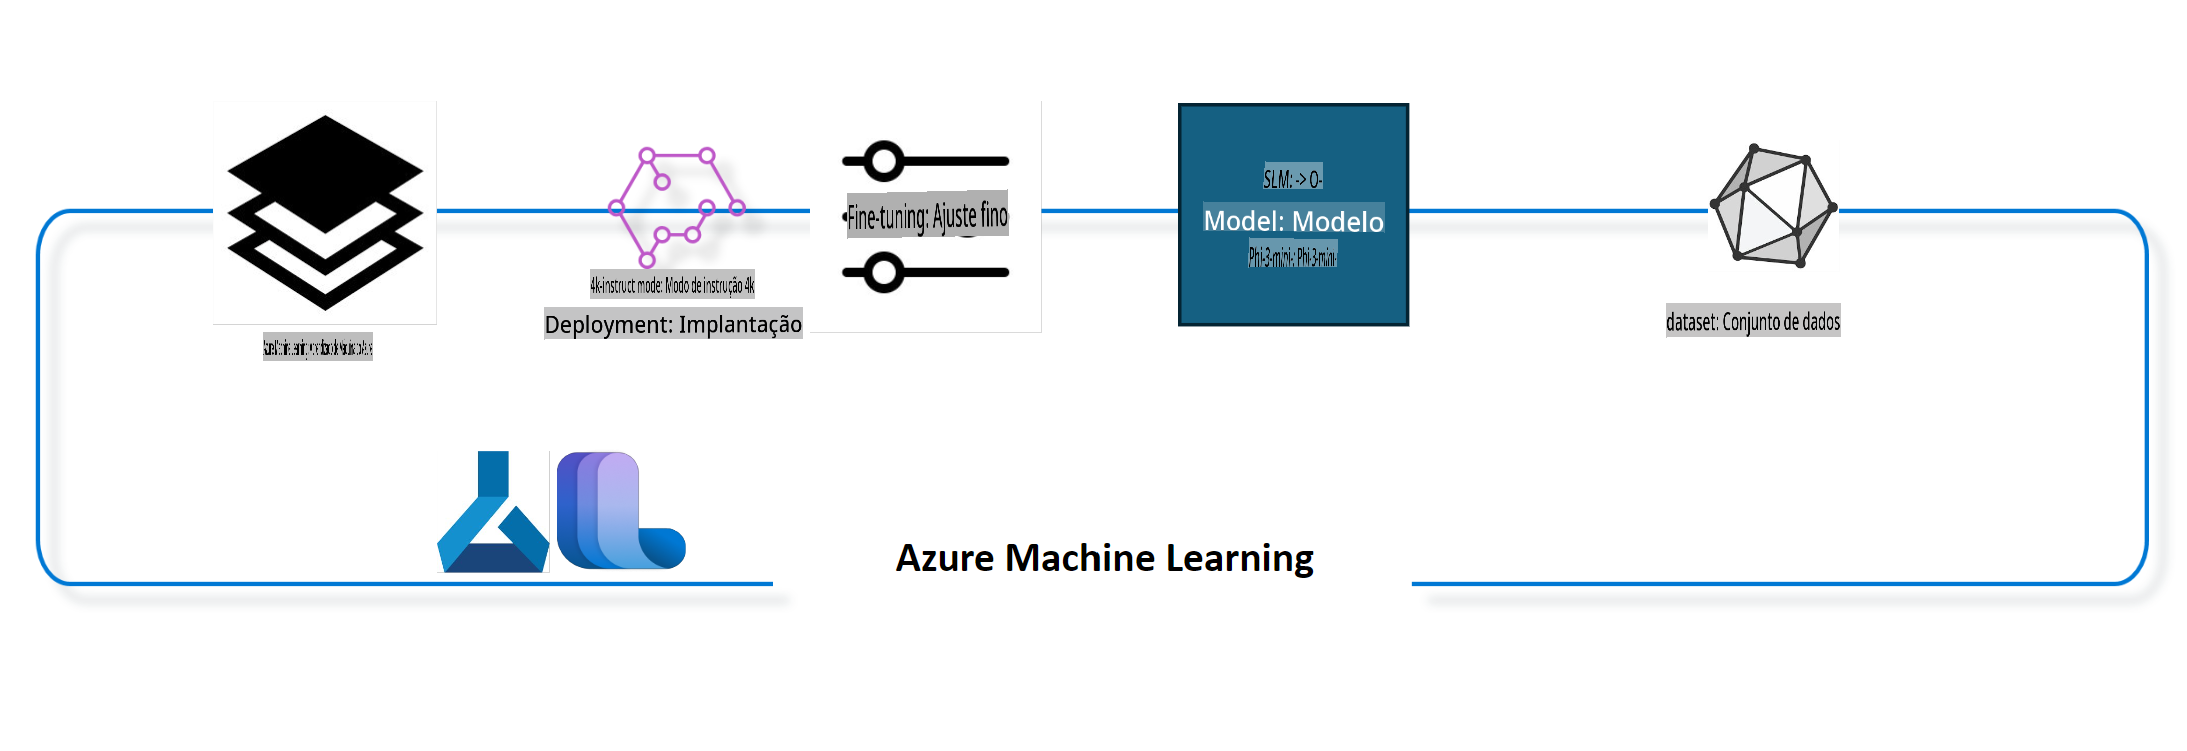 SLM: -> O-
Fine-tuning: Ajuste fino
Model: Modelo
Phi-3-mini-: Phi-3-mini-
4k-instruct mode: Modo de instrução 4k
Deployment: Implantação
dataset: Conjunto de dados
Azure Machine Learning